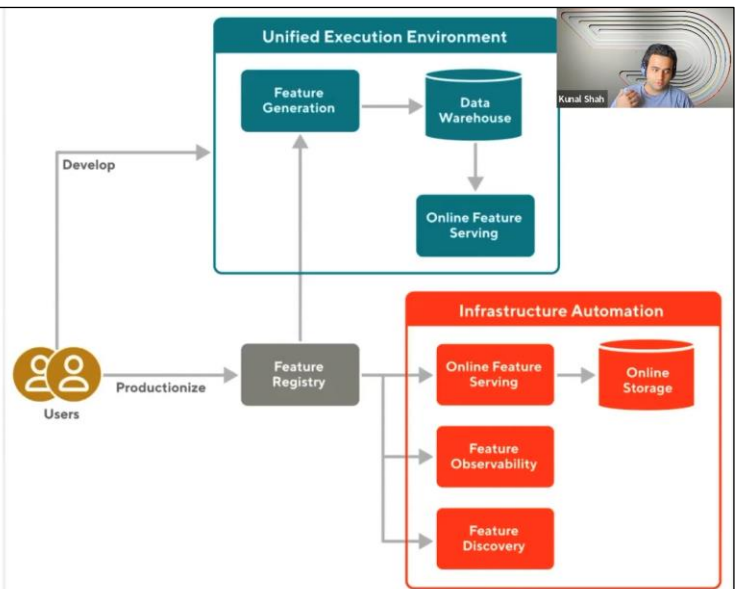 Unified Execution Environment
Kunal Shah
Feature
Generation
Data
Warehouse
Develop
Online Feature
Serving
Infrastructure Automation
Users
Productionize
Feature
Registry
Online Feature
Serving
Online
Storage
Feature
Observability
Feature
Discovery